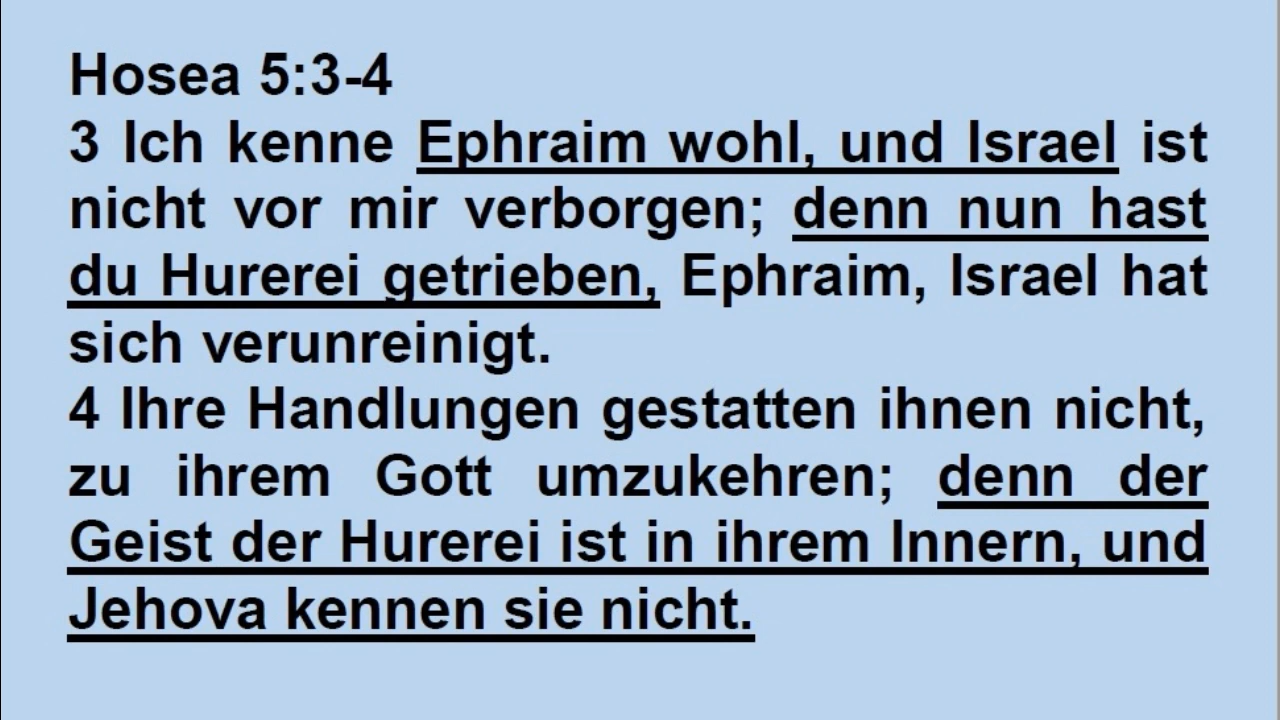 Hosea 5:3-4
3 Ich kenne Ephraim wohl, und Israel ist
nicht vor mir verborgen; denn nun hast
du Hurerei getrieben, Ephraim, Israel hat
sich verunreinigt.
4 Ihre Handlungen gestatten ihnen nicht,
zu ihrem Gott umzukehren; denn der
Geist der Hurerei ist in ihrem Innern, und
Jehova kennen sie nicht.